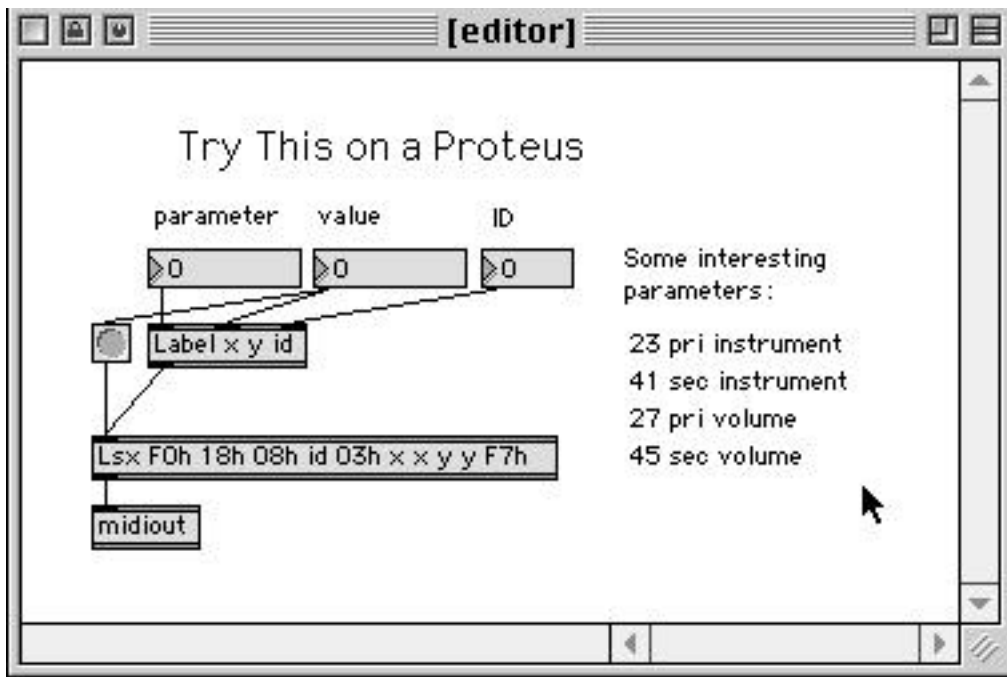 [editor]
Try This on a Proteus
parameter value ID
0 0 0
Some interesting
parameters:
Label x y id
23 pri instrument
41 sec instrument
27 pri volume
45 sec volume
Lsx F0h 18h 08h id 03h x x y y F7h
midiout